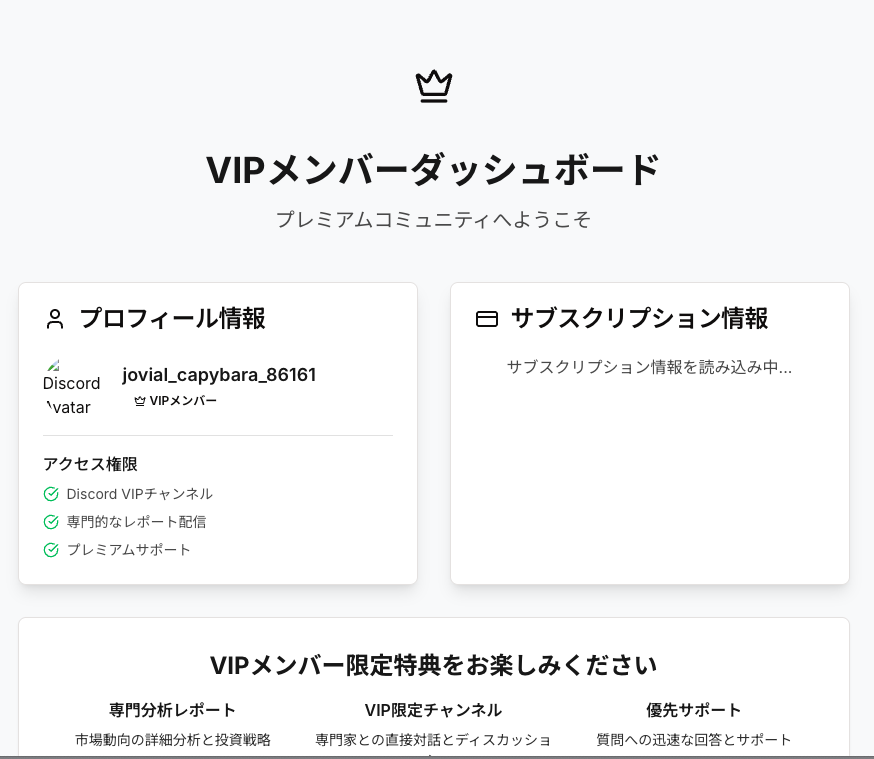 VIPメンバーダッシュボード
プレミアムコミュニティへようこそ
プロフィール情報
Discord
Avatar
jovial_capybara_86161
VIPメンバー
アクセス権限
Discord VIPチャンネル
専門的なレポート配信
プレミアムサポート
サブスクリプション情報
サブスクリプション情報を読み込み中...
VIPメンバー限定特典をお楽しみください
専門分析レポート
市場動向の詳細分析と投資戦略
VIP限定チャンネル
専門家との直接対話とディスカッショ
優先サポート
質問への迅速な回答とサポート